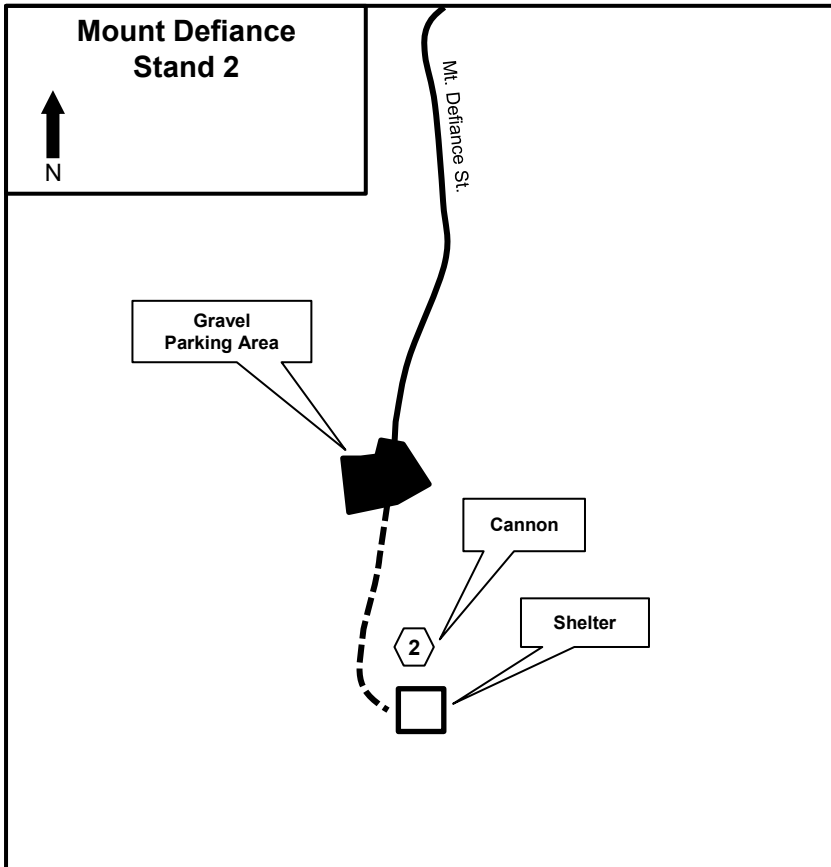 Mount Defiance
Stand 2
N
Mt. Defiance St.
Gravel
Parking Area
Cannon
2
Shelter